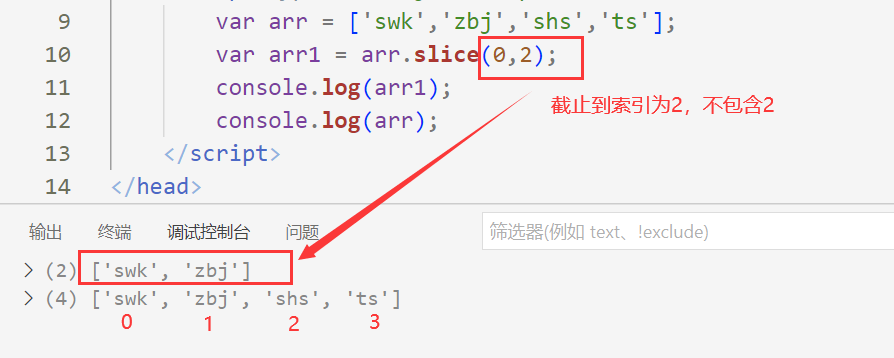 9 var arr = ['swk','zbj','shs','ts'];
10 var arr1 = arr.slice(0,2);
11 console.log(arr1);
12 console.log(arr);
13 </script>
14 </head>
截止到索引为2，不包含2
输出 终端 调试控制台 问题 筛选器(例如 text、!exclude)
> (2) ['swk', 'zbj']
> (4) ['swk', 'zbj', 'shs', 'ts']
0 1 2 3